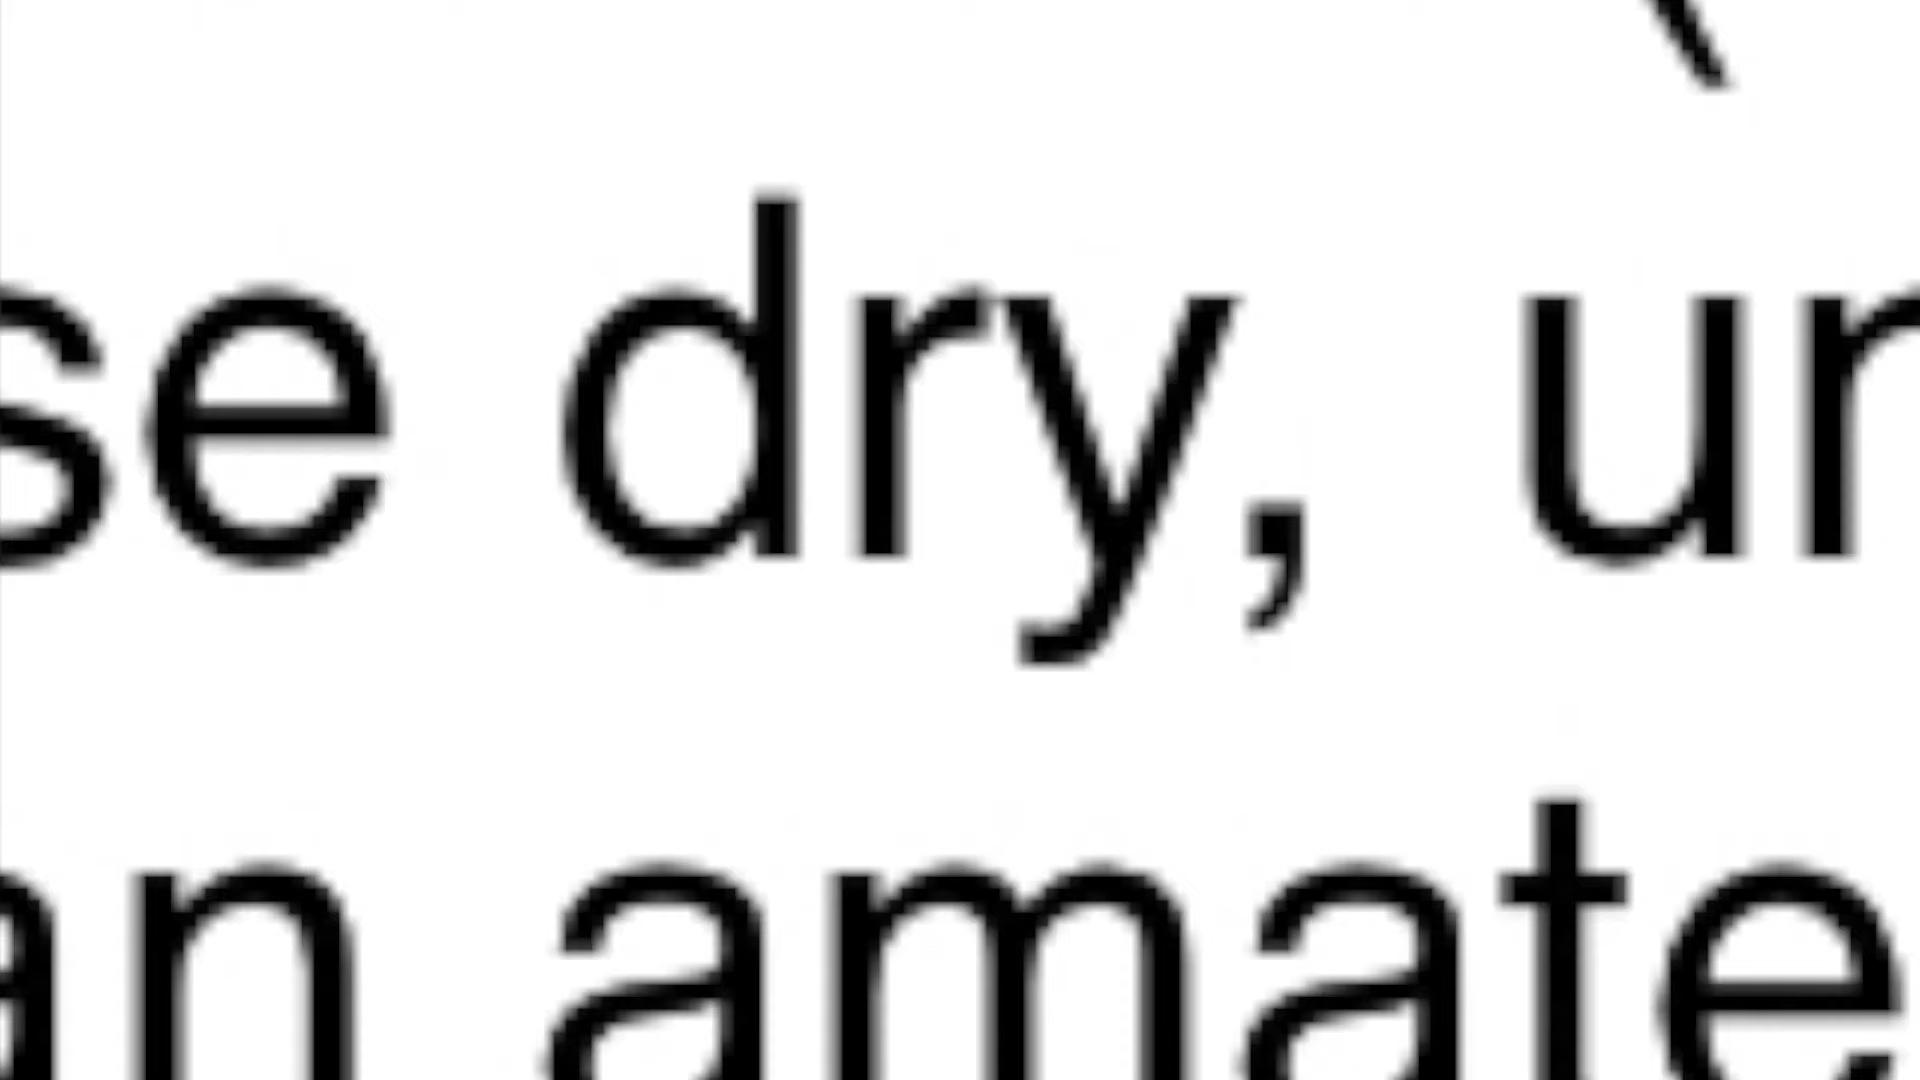 se dry, ur
an amate